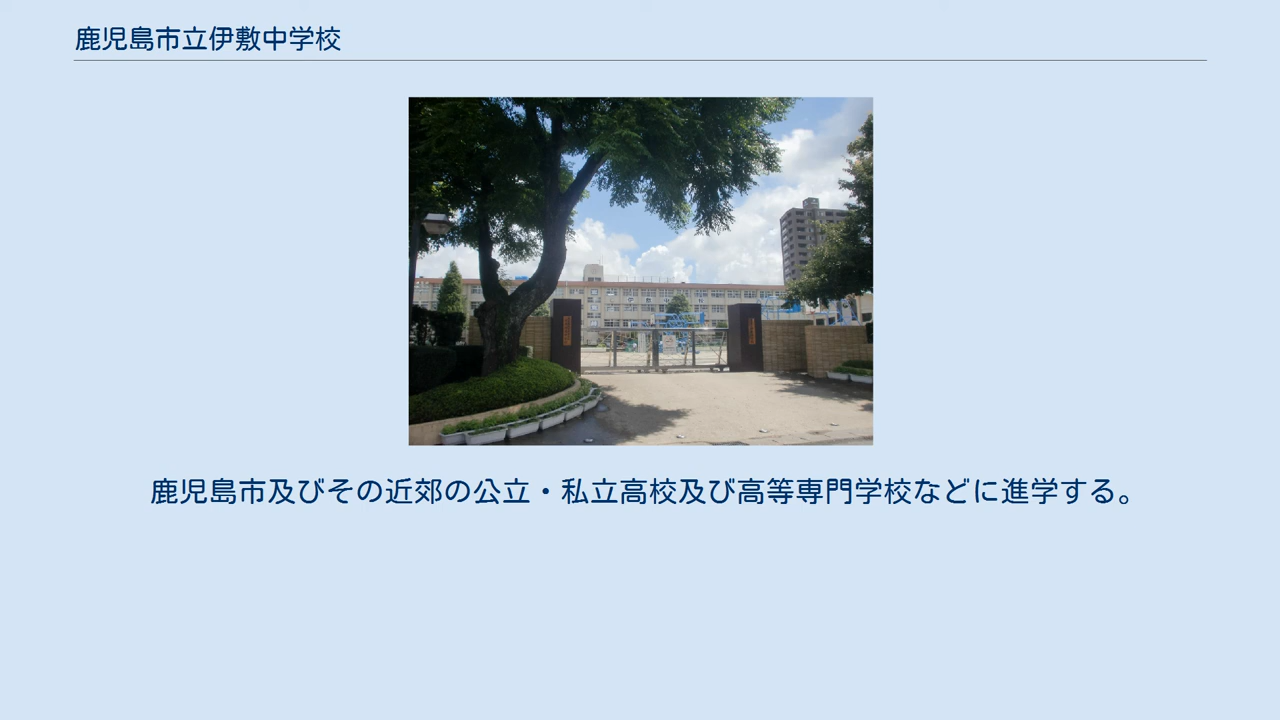 鹿児島市立伊敷中学校
鹿児島市及びその近郊の公立・私立高校及び高等専門学校などに進学する。